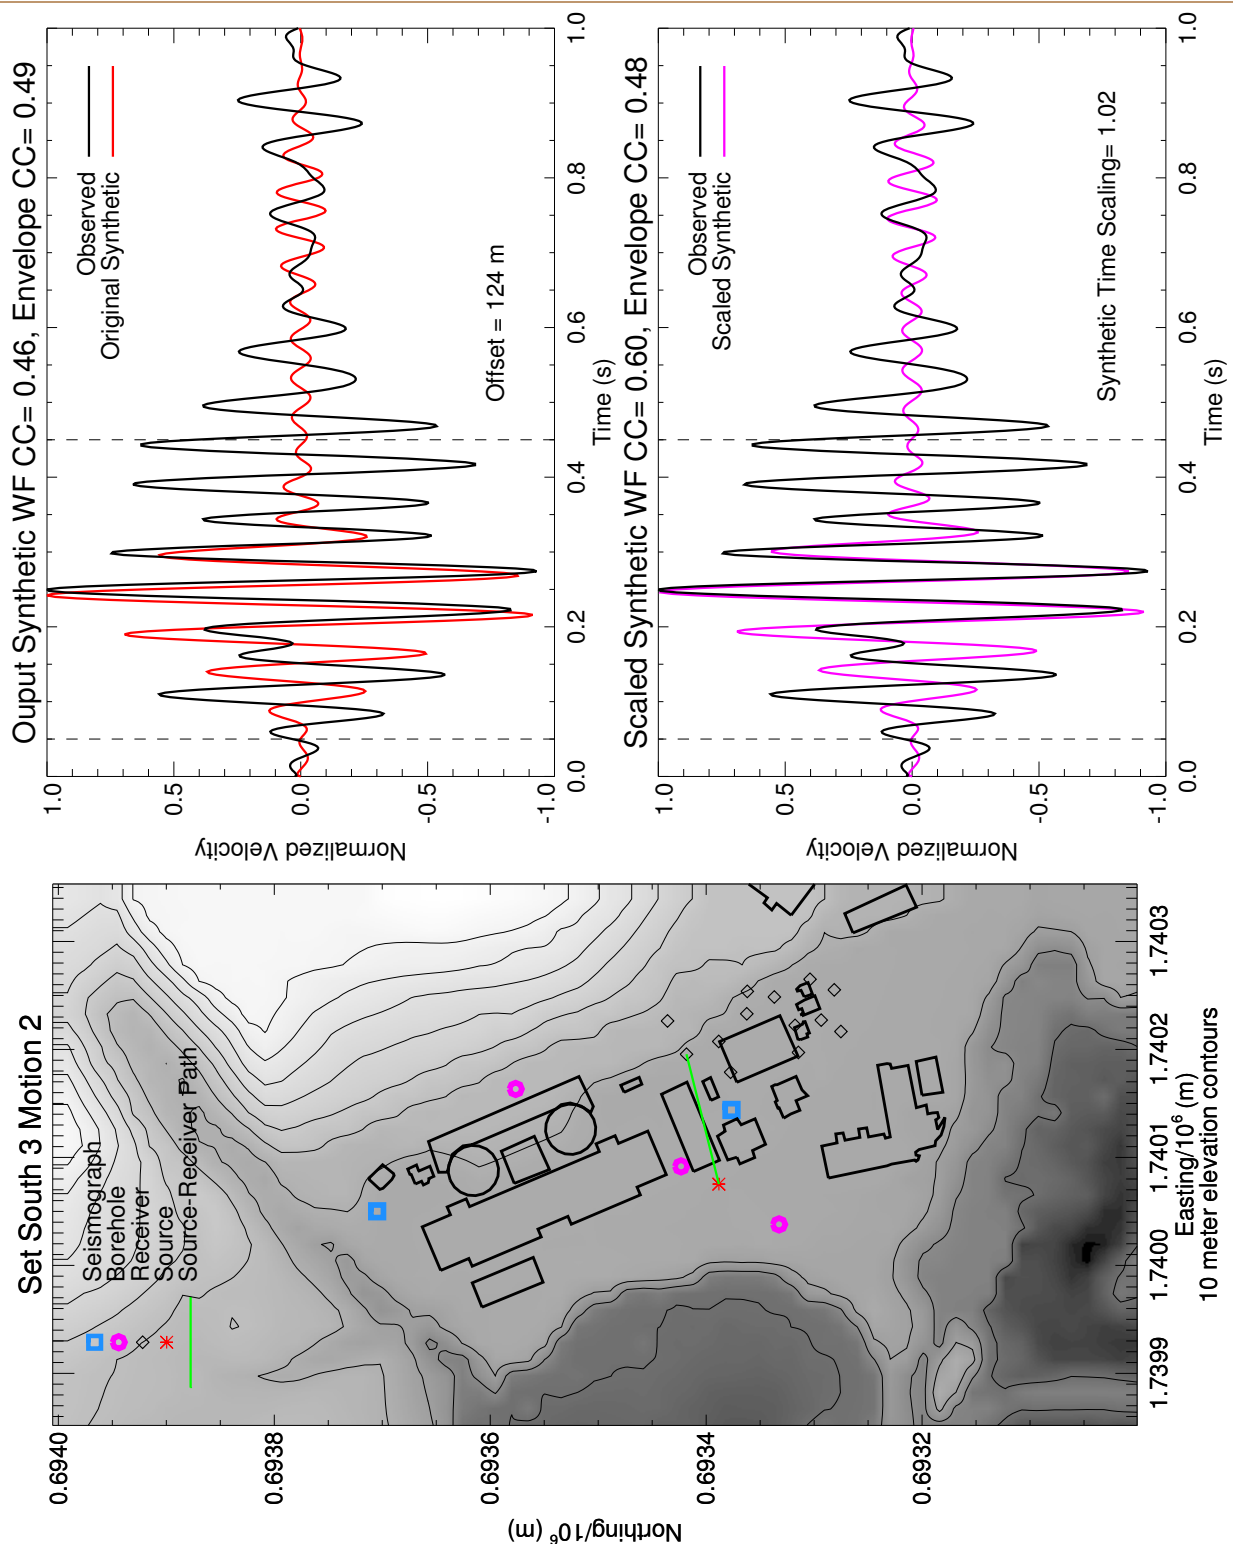 Set South 3 Motion 2
Seismograph
Borehole
Receiver
Source
Source-Receiver Path
0.6940
0.6938
0.6936
0.6934
0.6932
Northing/10⁶ (m)
1.7399
1.7400
1.7401
1.7402
1.7403
Easting/10⁶ (m)
10 meter elevation contours
Ouput Synthetic WF CC= 0.46, Envelope CC= 0.49
Observed
Original Synthetic
Offset = 124 m
1.0
0.5
0.0
-0.5
-1.0
Normalized Velocity
0.0
0.2
0.4
0.6
0.8
1.0
Time (s)
Scaled Synthetic WF CC= 0.60, Envelope CC= 0.48
Observed
Scaled Synthetic
Synthetic Time Scaling= 1.02
1.0
0.5
0.0
-0.5
-1.0
Normalized Velocity
0.0
0.2
0.4
0.6
0.8
1.0
Time (s)